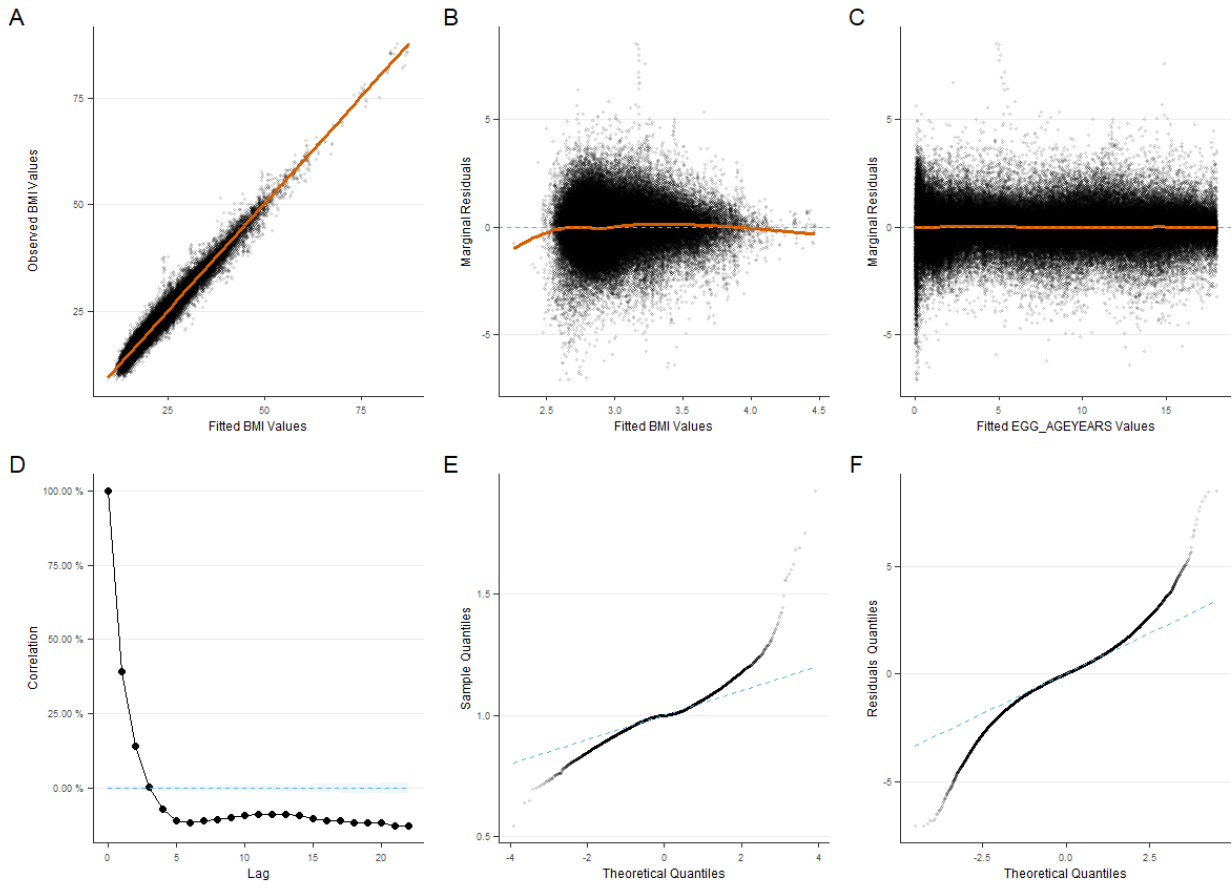 A
Observed BMI Values
75
50
25
25
50
75
Fitted BMI Values
B
Marginal Residuals
5
0
-5
2.5
3.0
3.5
4.0
4.5
Fitted BMI Values
C
Marginal Residuals
5
0
-5
0
5
10
15
Fitted EGG_AGEYEARS Values
D
Correlation
100.00 %
75.00 %
50.00 %
25.00 %
0.00 %
0
5
10
15
20
Lag
E
Sample Quantiles
1.5
1.0
0.5
-4
-2
0
2
4
Theoretical Quantiles
F
Residuals Quantiles
5
0
-5
-2.5
0.0
2.5
Theoretical Quantiles